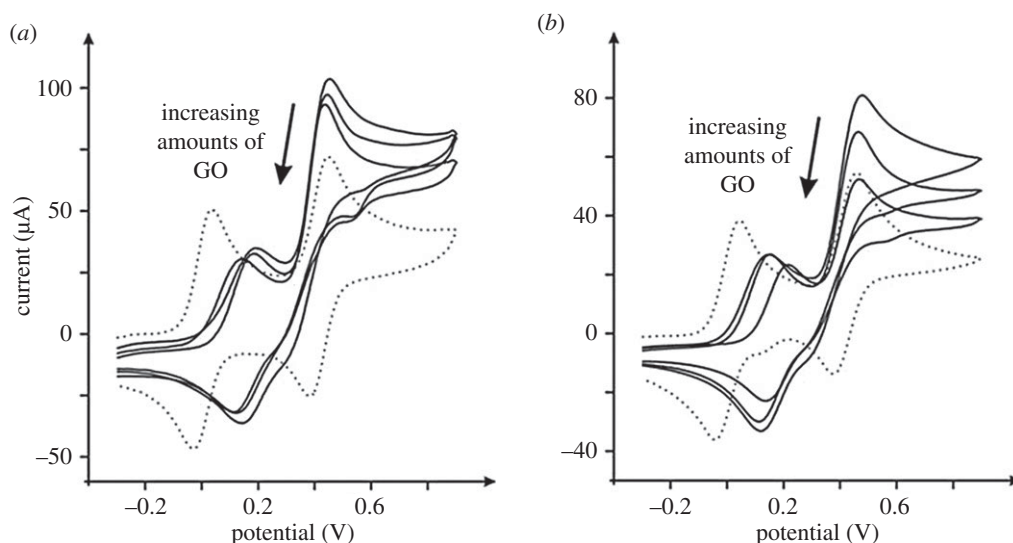 (a)
100
50
0
–50
current (µA)
increasing
amounts of
GO
–0.2
0.2
0.6
potential (V)
(b)
80
40
0
–40
increasing
amounts of
GO
–0.2
0.2
0.6
potential (V)